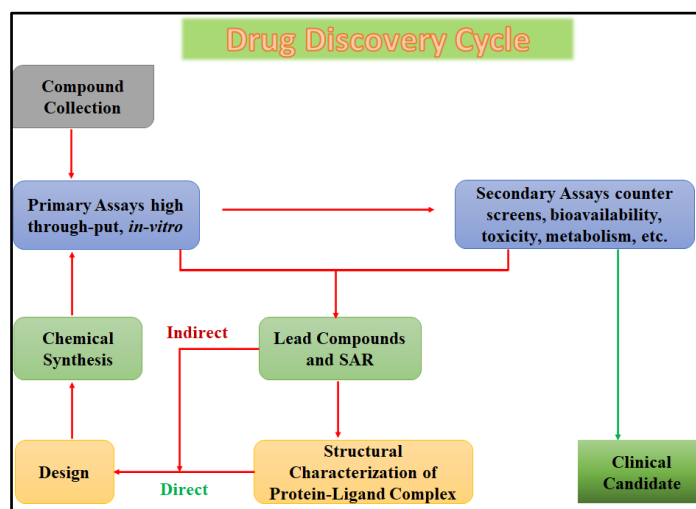 Drug Discovery Cycle
Compound
Collection
Primary Assays high
through-put, in-vitro
Secondary Assays counter
screens, bioavailability,
toxicity, metabolism, etc.
Chemical
Synthesis
Indirect
Lead Compounds
and SAR
Design
Direct
Structural
Characterization of
Protein-Ligand Complex
Clinical
Candidate